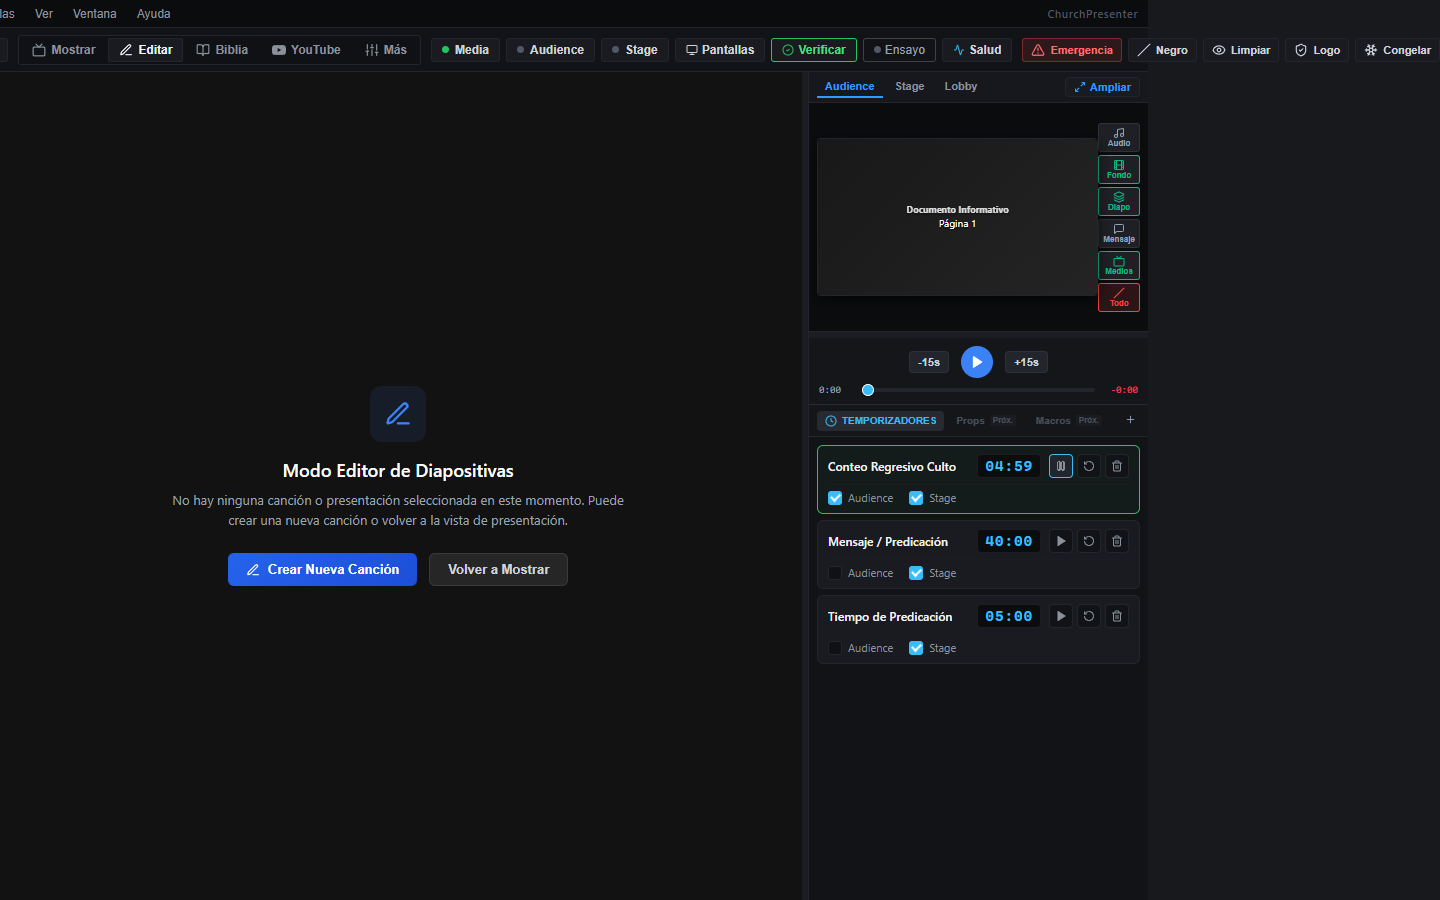 das Ver Ventana Ayuda ChurchPresenter
Mostrar Editar Biblia YouTube Más Media Audience Stage Pantallas Verificar Ensayo Salud Emergencia Negro Limpiar Logo Congelar
Audience Stage Lobby Ampliar
Audio
Fondo
Diapo
Mensaje
Medios
Todo
Documento Informativo
Página 1
-15s +15s
0:00 -0:00
TEMPORIZADORES Props Próx. Macros Próx. +
Conteo Regresivo Culto 04:59
Audience Stage
Mensaje / Predicación 40:00
Audience Stage
Tiempo de Predicación 05:00
Audience Stage
Modo Editor de Diapositivas
No hay ninguna canción o presentación seleccionada en este momento. Puede
crear una nueva canción o volver a la vista de presentación.
Crear Nueva Canción Volver a Mostrar